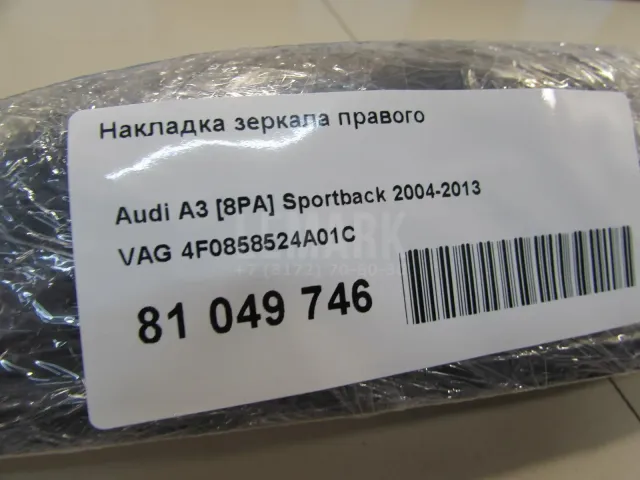 Накладка зеркала правого
Audi A3 [8PA] Sportback 2004-2013
VAG 4F0858524A01C
81 049 746